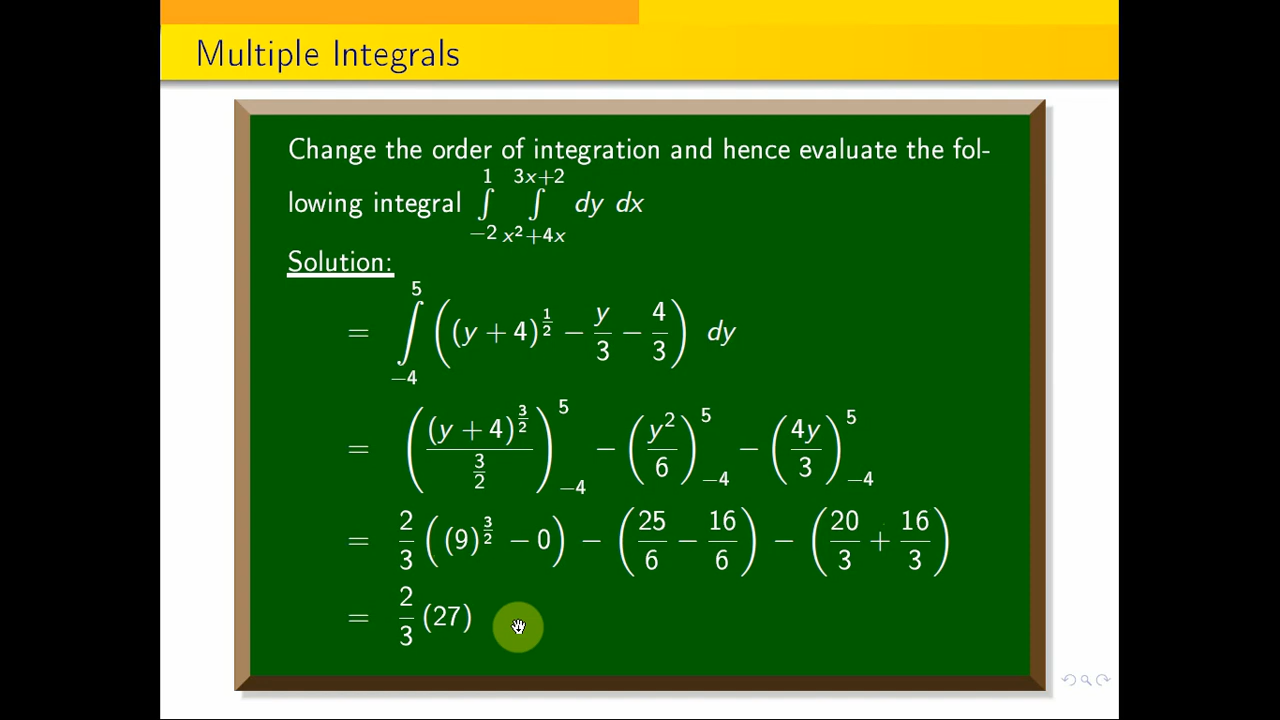 Multiple Integrals
Change the order of integration and hence evaluate the fol-
lowing integral ∫_{−2}^{1} ∫_{x²+4x}^{3x+2} dy dx
Solution:
= ∫_{−4}^{5} ( (y + 4)^{1/2} − y/3 − 4/3 ) dy
= ( (y + 4)^{3/2} / (3/2) )_{−4}^{5} − ( y²/6 )_{−4}^{5} − ( 4y/3 )_{−4}^{5}
= 2/3 ( (9)^{3/2} − 0 ) − ( 25/6 − 16/6 ) − ( 20/3 + 16/3 )
= 2/3 (27)